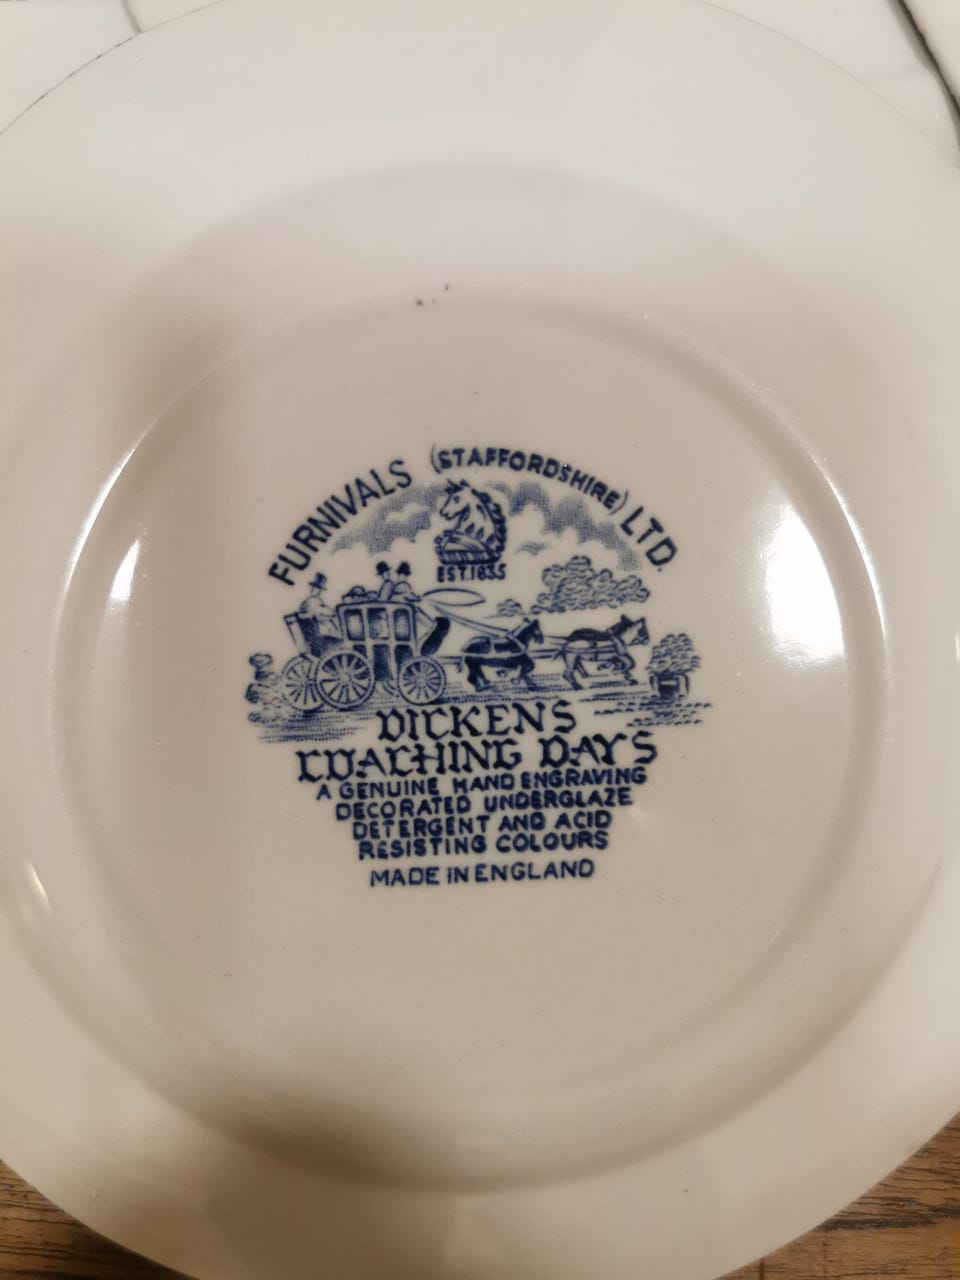 FURNIVALS (STAFFORDSHIRE) LTD.
EST. 1835
DICKENS
COACHING DAYS
A GENUINE HAND ENGRAVING
DECORATED UNDERGLAZE
DETERGENT AND ACID
RESISTING COLOURS
MADE IN ENGLAND